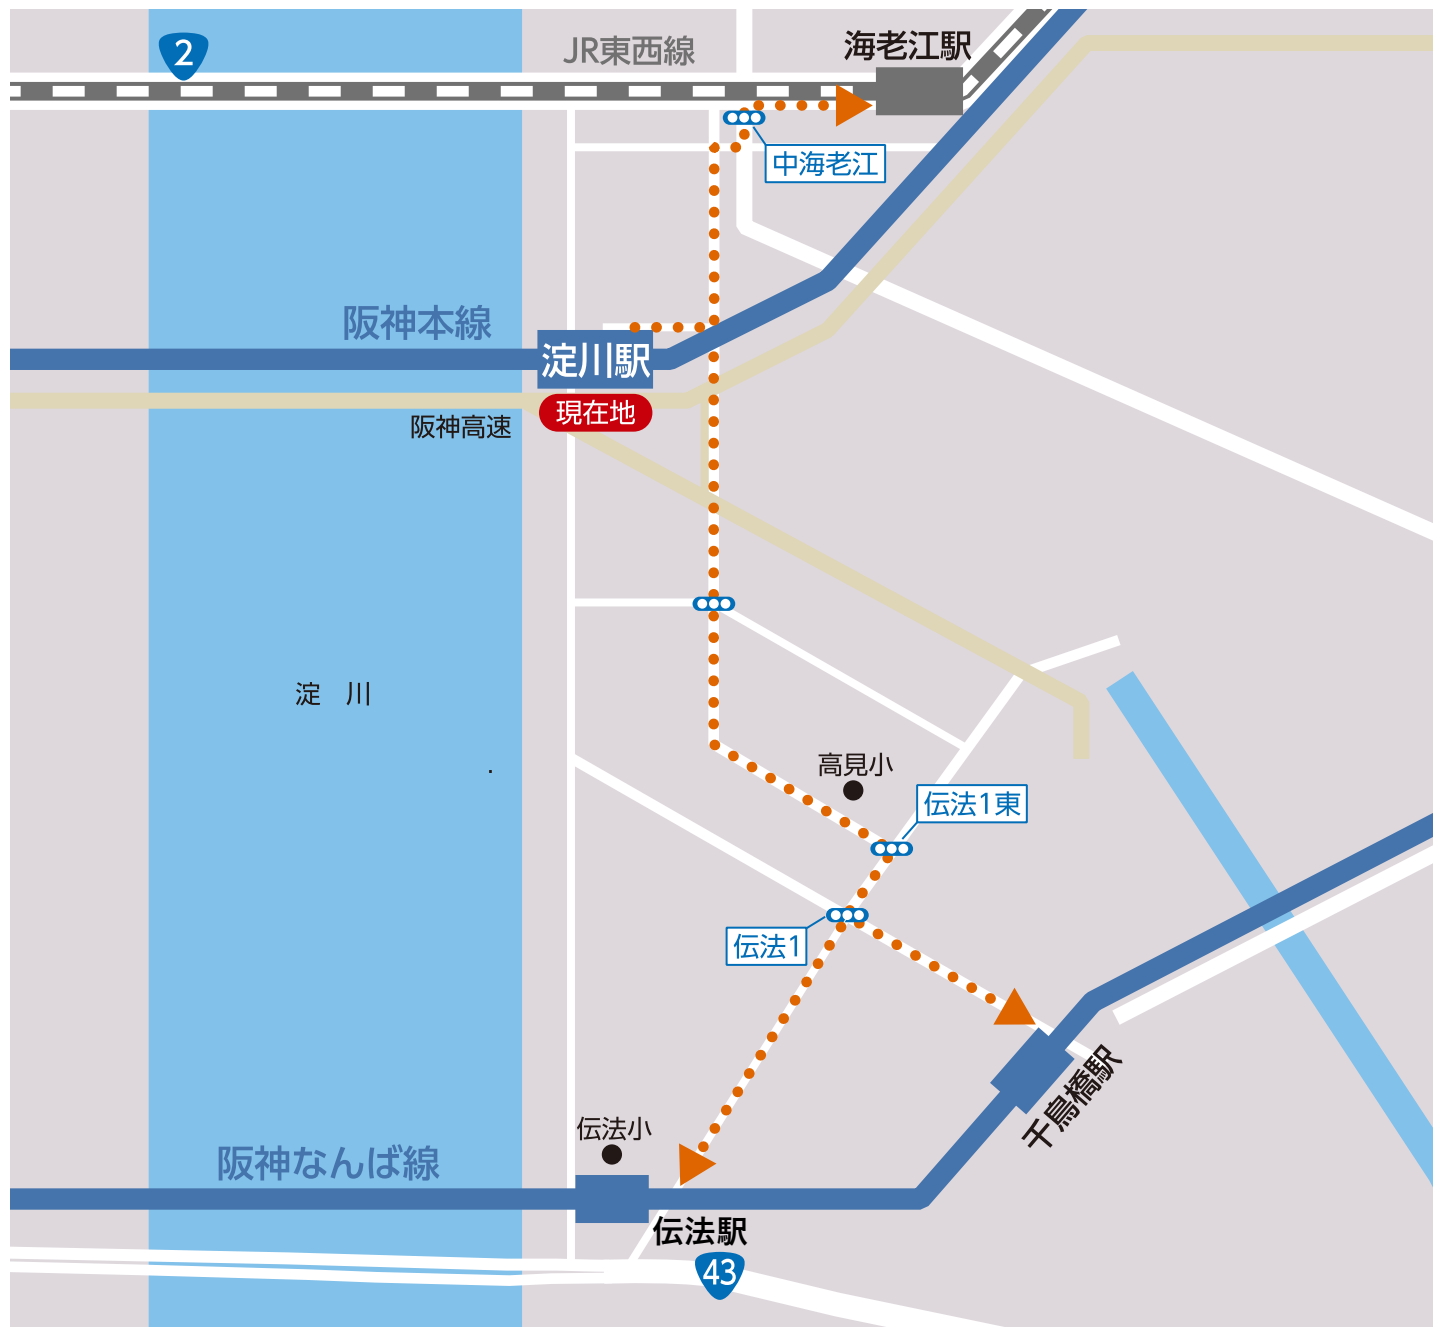 2
JR東西線
海老江駅
中海老江
阪神本線
淀川駅
現在地
阪神高速
淀 川
高見小
伝法1東
伝法1
千鳥橋駅
伝法小
阪神なんば線
伝法駅
43